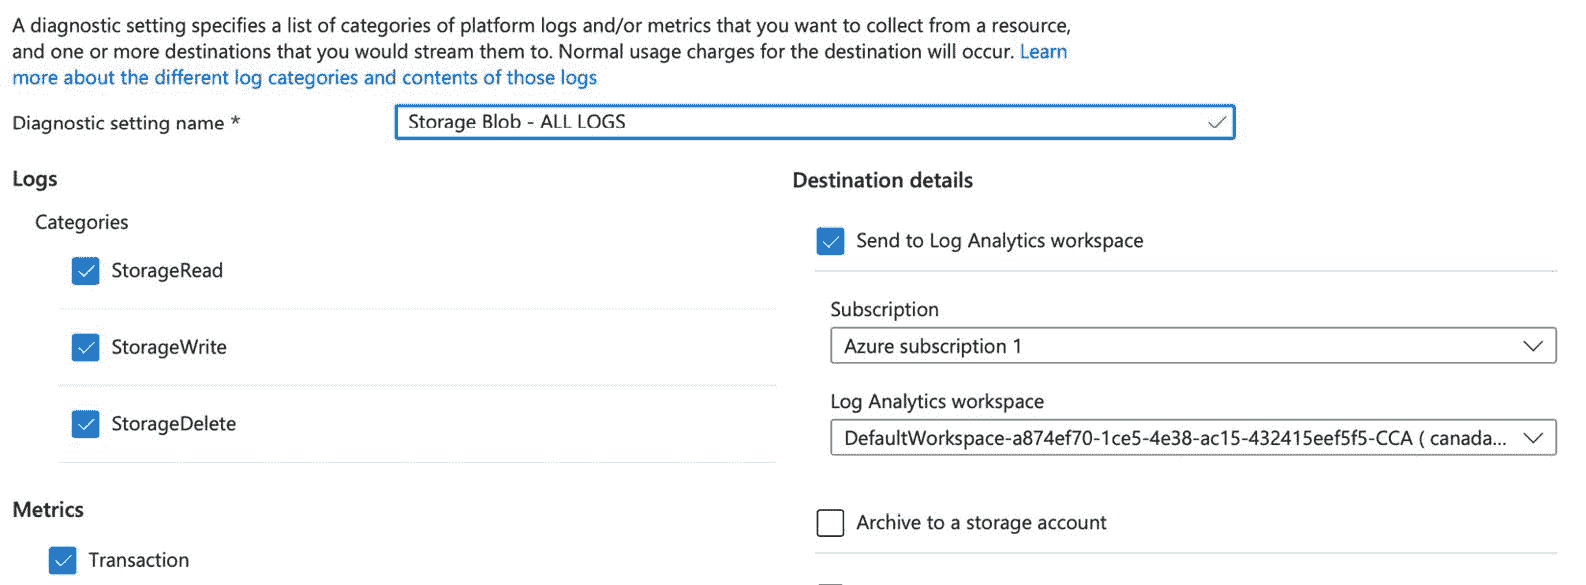 A diagnostic setting specifies a list of categories of platform logs and/or metrics that you want to collect from a resource,
and one or more destinations that you would stream them to. Normal usage charges for the destination will occur. Learn
more about the different log categories and contents of those logs
Diagnostic setting name *
Storage Blob - ALL LOGS
Logs
Categories
StorageRead
StorageWrite
StorageDelete
Metrics
Transaction
Destination details
Send to Log Analytics workspace
Subscription
Azure subscription 1
Log Analytics workspace
DefaultWorkspace-a874ef70-1ce5-4e38-ac15-432415eef5f5-CCA ( canada...
Archive to a storage account